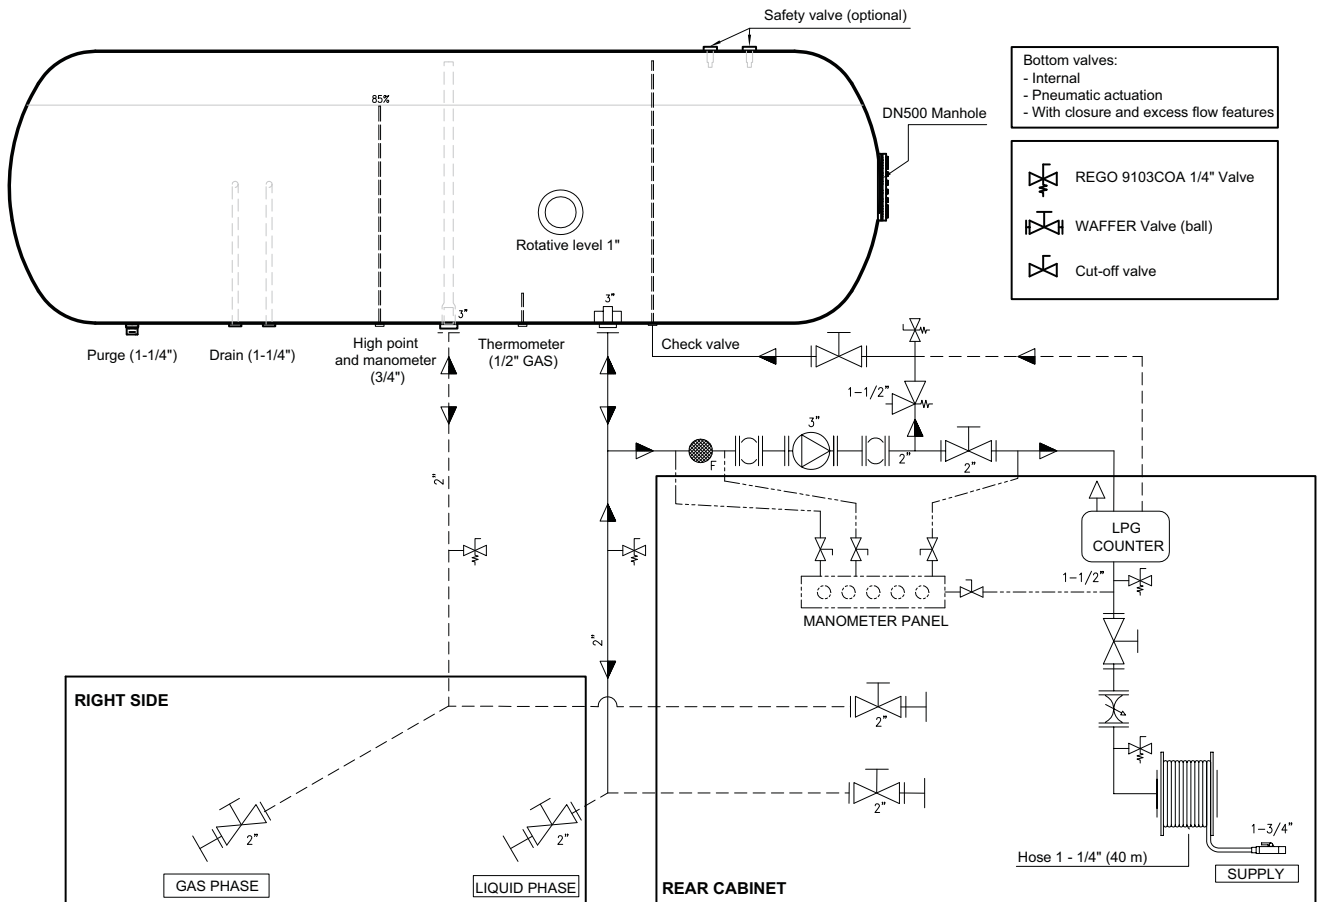 Safety valve (optional)
Bottom valves:
- Internal
- Pneumatic actuation
- With closure and excess flow features
85%
DN500 Manhole
REGO 9103COA 1/4" Valve
WAFFER Valve (ball)
Cut-off valve
Rotative level 1"
3"
3"
Purge (1-1/4")
Drain (1-1/4")
High point
and manometer
(3/4")
Thermometer
(1/2" GAS)
Check valve
1-1/2"
3"
F
2"
2"
2"
LPG
COUNTER
1-1/2"
MANOMETER PANEL
2"
RIGHT SIDE
2"
2"
2"
2"
1-3/4"
Hose 1 - 1/4" (40 m)
SUPPLY
GAS PHASE
LIQUID PHASE
REAR CABINET